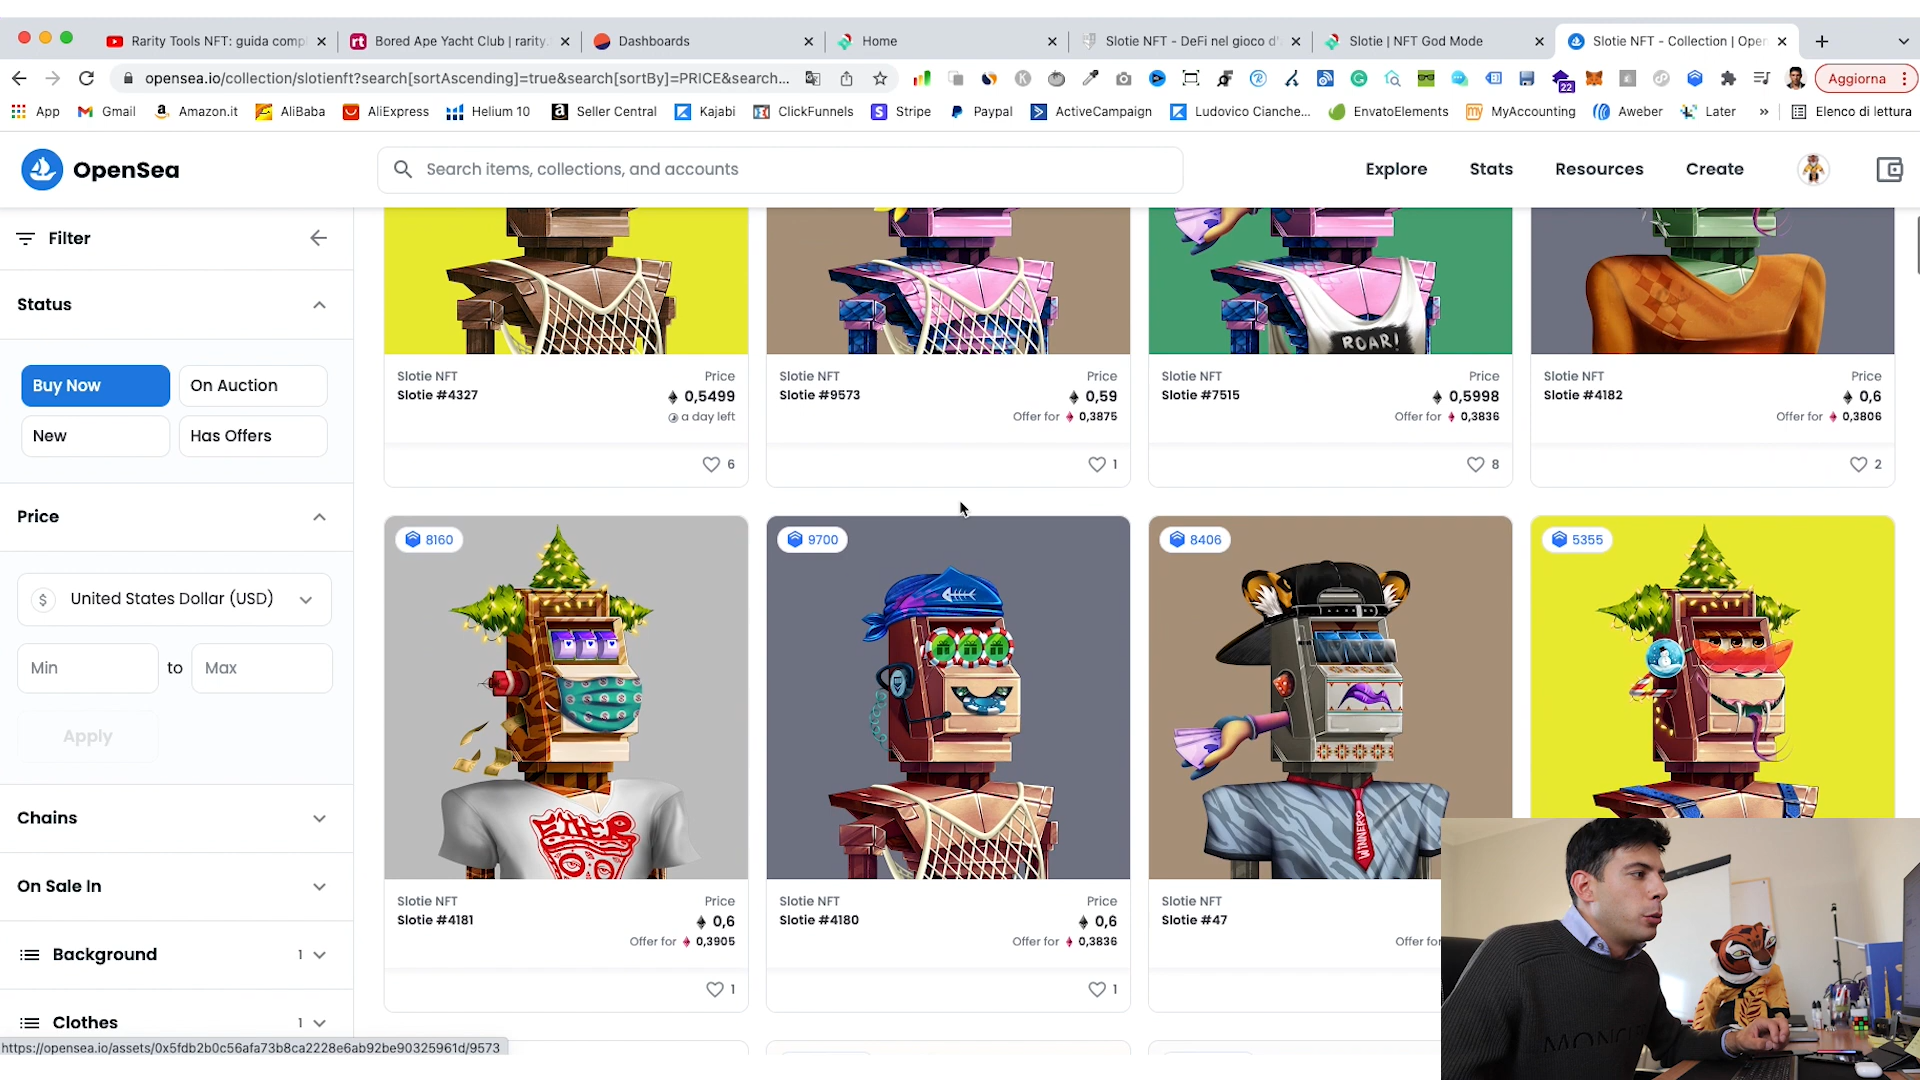 Rarity Tools NFT: guida comp
Bored Ape Yacht Club | rarity.
Dashboards
Home
Slotie NFT - DeFi nel gioco d'
Slotie | NFT God Mode
Slotie NFT - Collection | Open
opensea.io/collection/slotienft?search[sortAscending]=true&search[sortBy]=PRICE&search...
22
Aggiorna
App
Gmail
Amazon.it
AliBaba
AliExpress
Helium 10
Seller Central
Kajabi
ClickFunnels
Stripe
Paypal
ActiveCampaign
Ludovico Cianche...
EnvatoElements
MyAccounting
Aweber
Later
»
Elenco di lettura
OpenSea
Search items, collections, and accounts
Explore
Stats
Resources
Create
Filter
Status
Buy Now
On Auction
New
Has Offers
Price
$ United States Dollar (USD)
Min to Max
Apply
Chains
On Sale In
Background 1
Clothes 1
https://opensea.io/assets/0x5fdb2b0c56afa73b8ca2228e6ab92be90325961d/9573
Slotie NFT Price
Slotie #4327 0,5499
a day left
6
Slotie NFT Price
Slotie #9573 0,59
Offer for 0,3875
1
ROAR!
Slotie NFT Price
Slotie #7515 0,5998
Offer for 0,3836
8
Slotie NFT Price
Slotie #4182 0,6
Offer for 0,3806
2
8160
ETHER
Slotie NFT Price
Slotie #4181 0,6
Offer for 0,3905
1
9700
Slotie NFT Price
Slotie #4180 0,6
Offer for 0,3836
1
8406
WINNER
Slotie NFT
Slotie #47
Offer for
5355